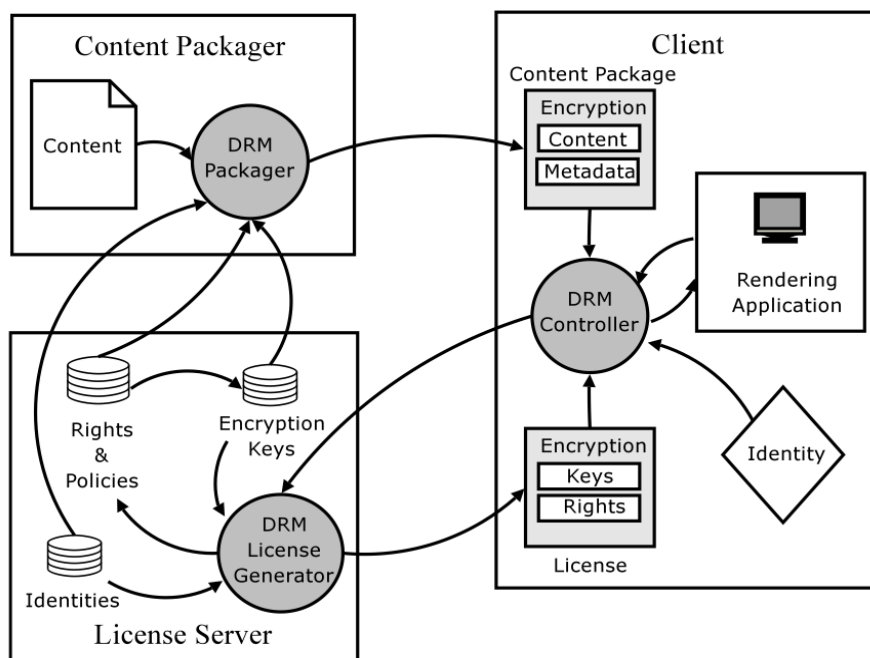 Content Packager
Content
DRM
Packager
License Server
Rights
&
Policies
Encryption
Keys
Identities
DRM
License
Generator
Client
Content Package
Encryption
Content
Metadata
DRM
Controller
Rendering
Application
Identity
Encryption
Keys
Rights
License